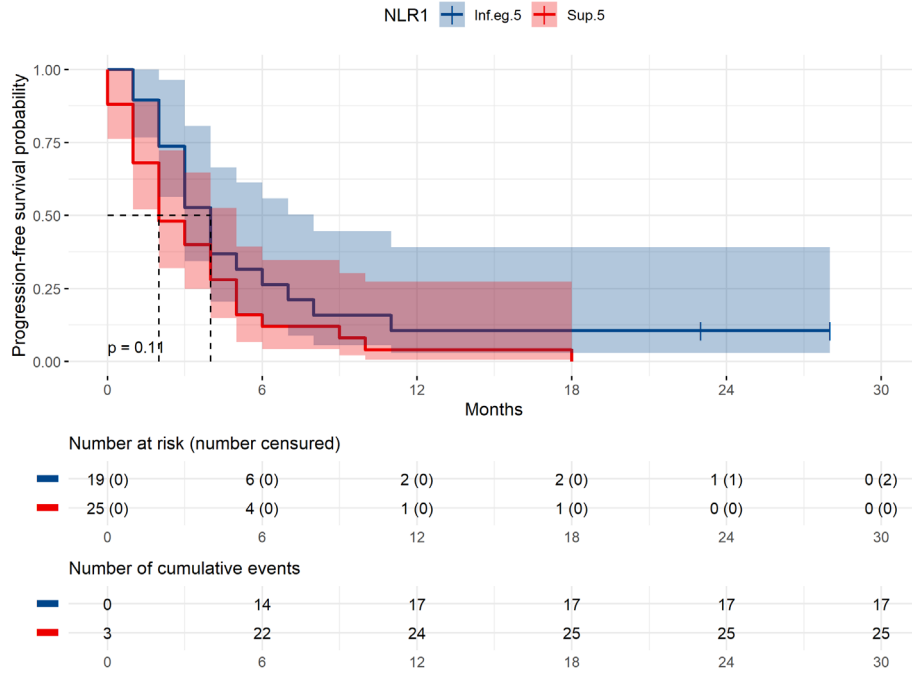 NLR1 Inf.eg.5 Sup.5
Progression-free survival probability
1.00
0.75
0.50
0.25
0.00
p = 0.11
0 6 12 18 24 30
Months
Number at risk (number censured)
19 (0) 6 (0) 2 (0) 2 (0) 1 (1) 0 (2)
25 (0) 4 (0) 1 (0) 1 (0) 0 (0) 0 (0)
0 6 12 18 24 30
Number of cumulative events
0 14 17 17 17 17
3 22 24 25 25 25
0 6 12 18 24 30